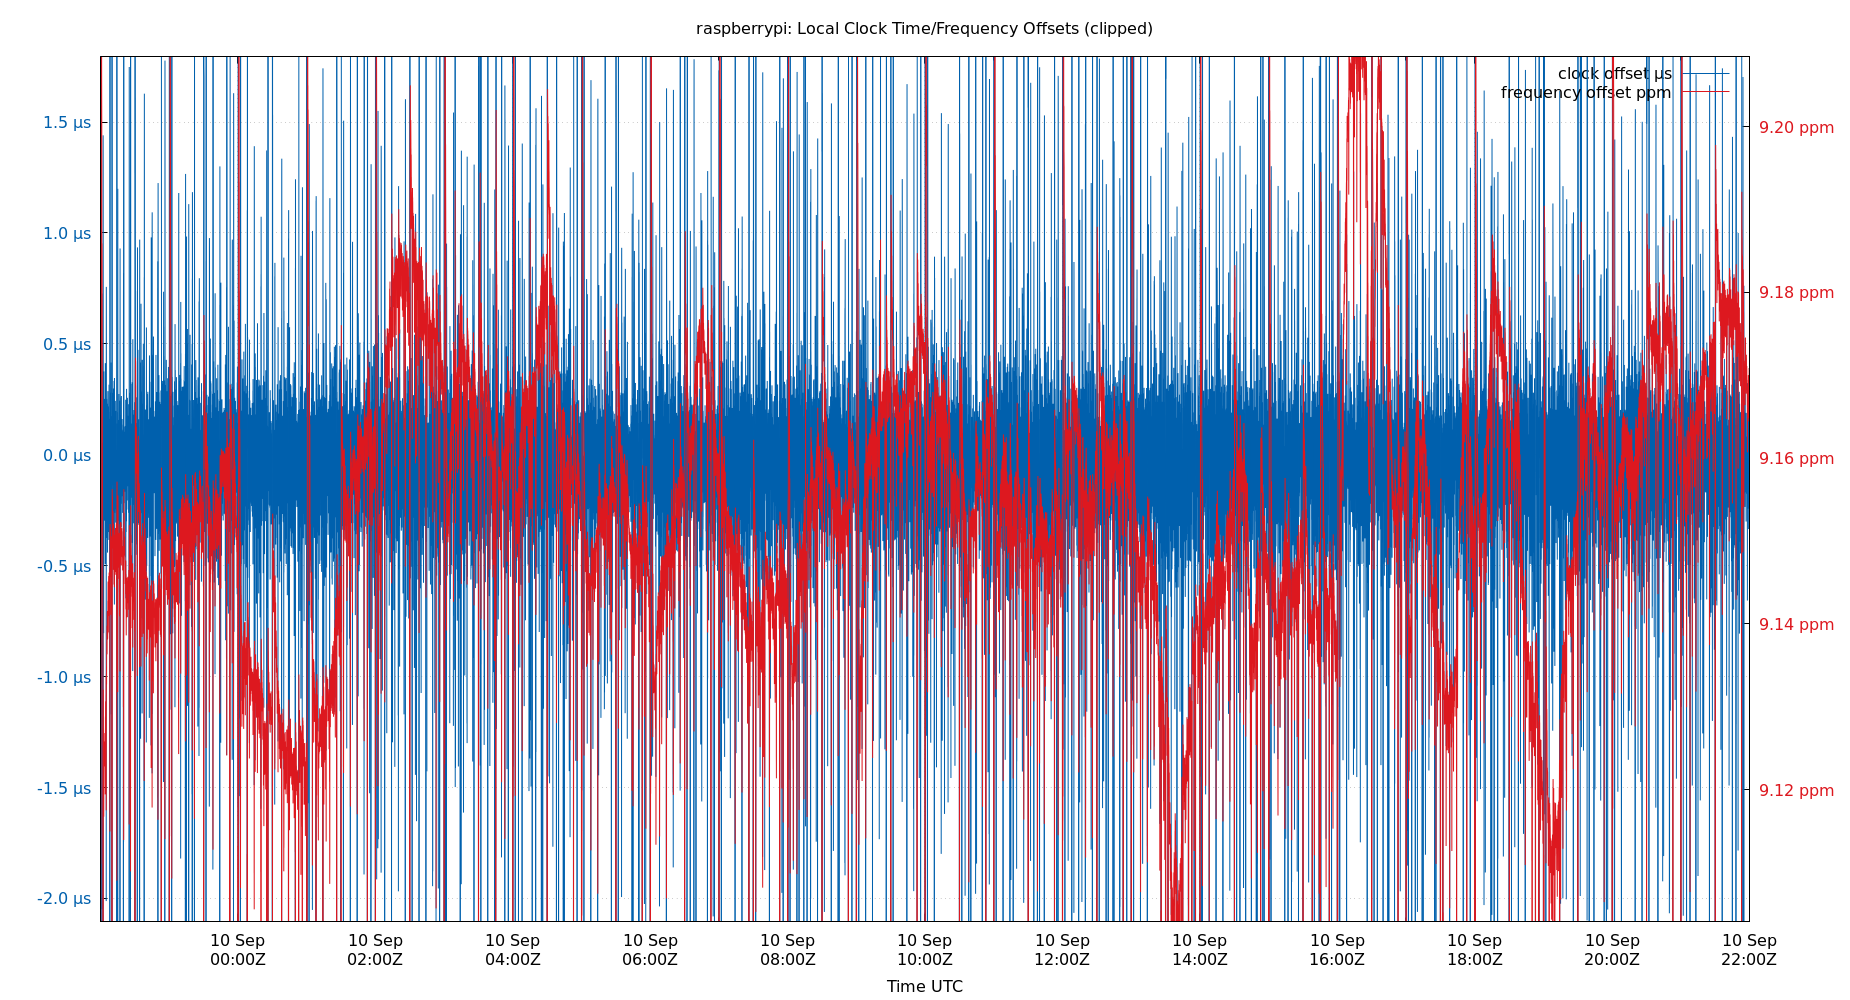 raspberrypi: Local Clock Time/Frequency Offsets (clipped)
clock offset µs
frequency offset ppm
1.5 µs
1.0 µs
0.5 µs
0.0 µs
-0.5 µs
-1.0 µs
-1.5 µs
-2.0 µs
9.20 ppm
9.18 ppm
9.16 ppm
9.14 ppm
9.12 ppm
10 Sep 10 Sep 10 Sep 10 Sep 10 Sep 10 Sep 10 Sep 10 Sep 10 Sep 10 Sep 10 Sep 10 Sep
00:00Z 02:00Z 04:00Z 06:00Z 08:00Z 10:00Z 12:00Z 14:00Z 16:00Z 18:00Z 20:00Z 22:00Z
Time UTC